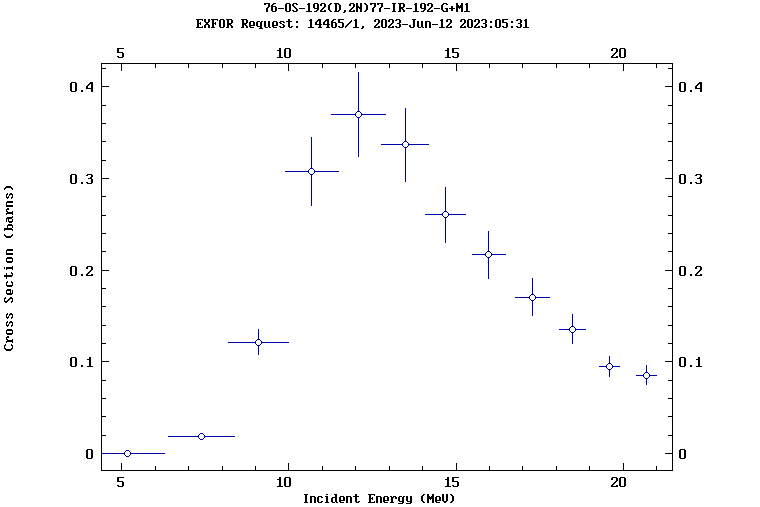 76-OS-192(D,2N)77-IR-192-G+M1
EXFOR Request: 14465/1, 2023-Jun-12 2023:05:31
5 10 15 20
0.4 0.4
0.3 0.3
0.2 0.2
0.1 0.1
0 0
Cross Section (barns)
5 10 15 20
Incident Energy (MeV)